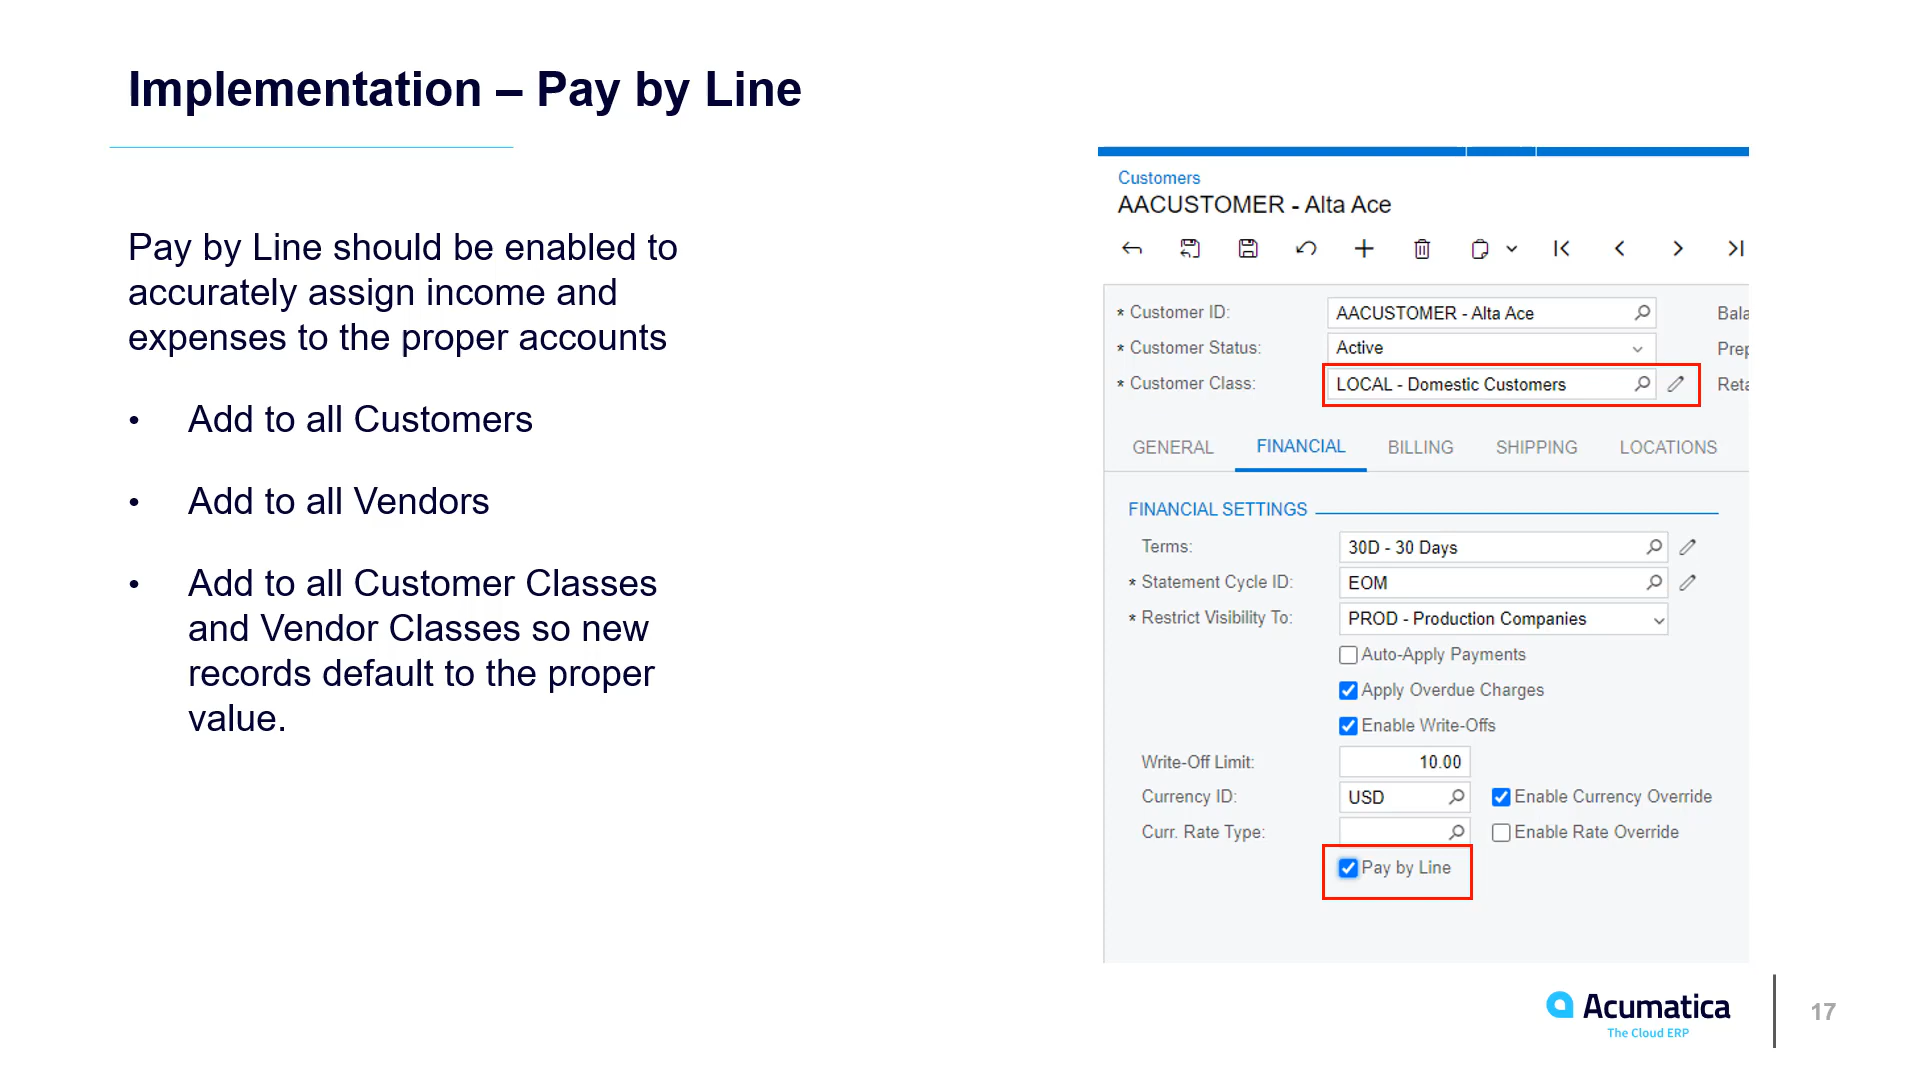 Implementation – Pay by Line
Pay by Line should be enabled to
accurately assign income and
expenses to the proper accounts
• Add to all Customers
• Add to all Vendors
• Add to all Customer Classes
and Vendor Classes so new
records default to the proper
value.
Customers
AACUSTOMER - Alta Ace
* Customer ID: AACUSTOMER - Alta Ace Bala
* Customer Status: Active Prep
* Customer Class: LOCAL - Domestic Customers Reta
GENERAL FINANCIAL BILLING SHIPPING LOCATIONS
FINANCIAL SETTINGS
Terms: 30D - 30 Days
* Statement Cycle ID: EOM
* Restrict Visibility To: PROD - Production Companies
Auto-Apply Payments
Apply Overdue Charges
Enable Write-Offs
Write-Off Limit: 10.00
Currency ID: USD Enable Currency Override
Curr. Rate Type: Enable Rate Override
Pay by Line
Acumatica
The Cloud ERP
17